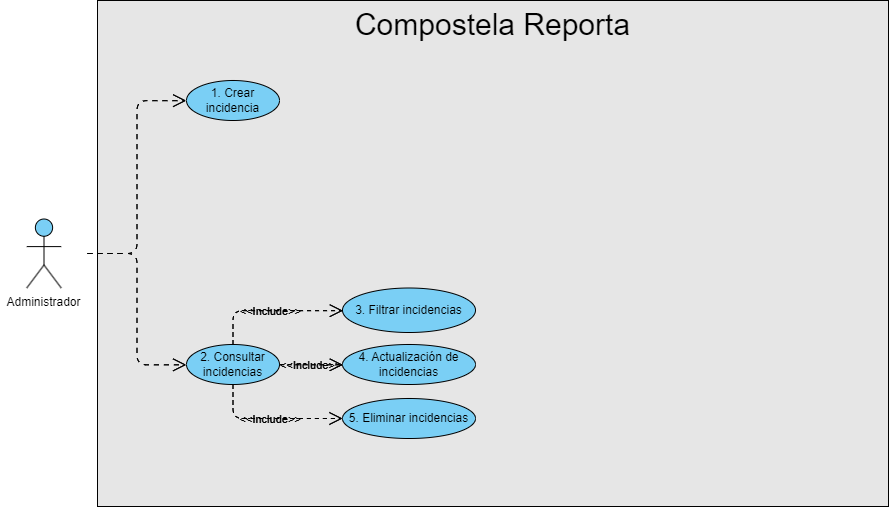 Compostela Reporta
1. Crear
incidencia
Administrador
<<Include>>
3. Filtrar incidencias
2. Consultar
incidencias
<<Include>>
4. Actualización de
incidencias
<<Include>>
5. Eliminar incidencias